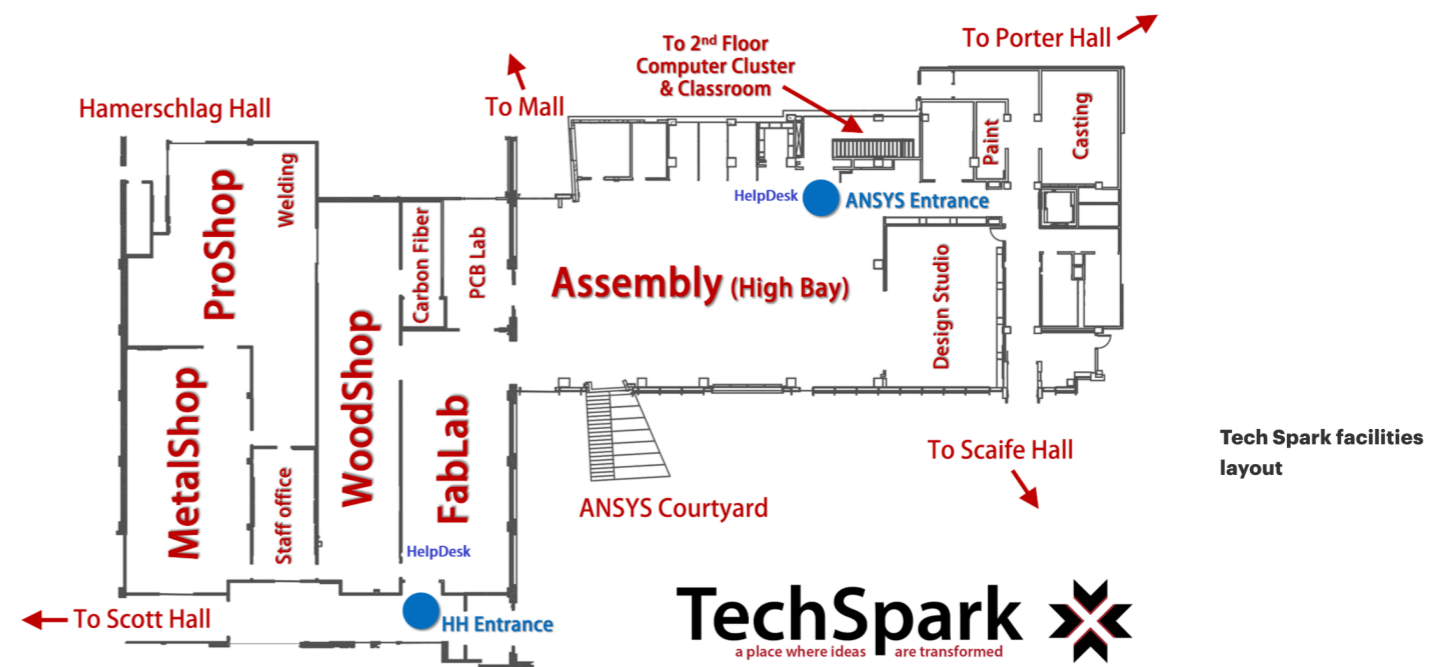 To Porter Hall
To 2nd Floor
Computer Cluster
& Classroom
Hamerschlag Hall
To Mall
Welding
ProShop
Carbon Fiber
PCB Lab
Paint
Casting
HelpDesk
ANSYS Entrance
Assembly (High Bay)
Design Studio
MetalShop
WoodShop
FabLab
Staff office
HelpDesk
ANSYS Courtyard
To Scaife Hall
Tech Spark facilities
layout
To Scott Hall
HH Entrance
TechSpark
a place where ideas are transformed